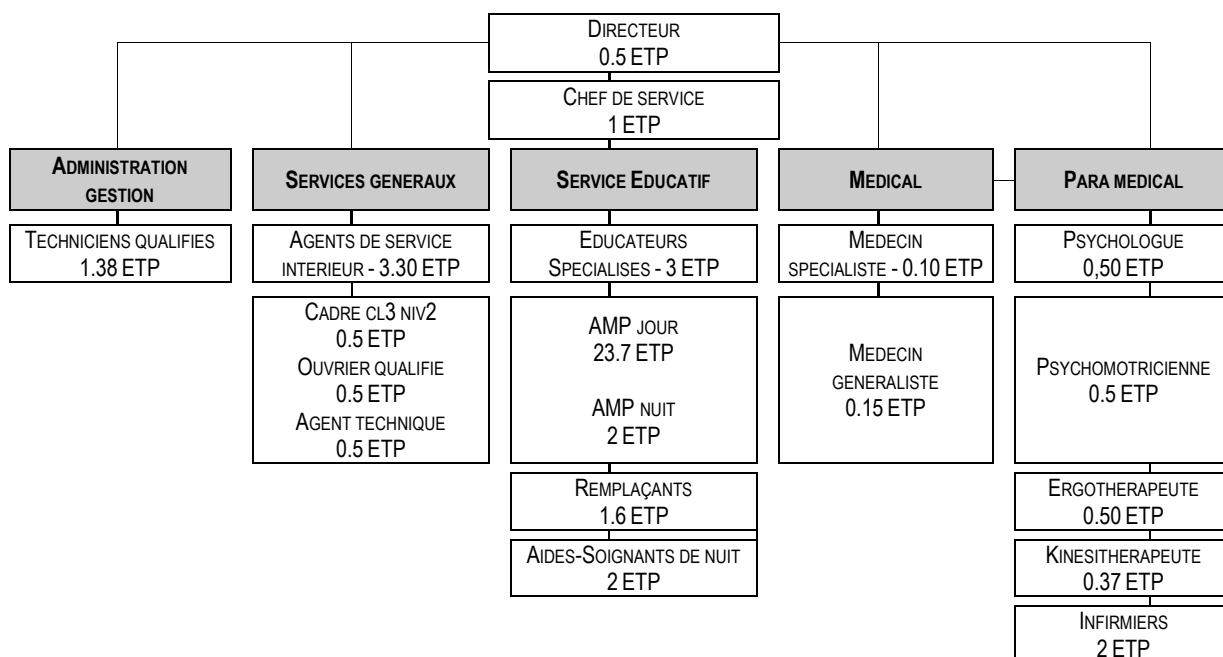 DIRECTEUR
0.5 ETP
CHEF DE SERVICE
1 ETP
ADMINISTRATION
GESTION
TECHNICIENS QUALIFIES
1.38 ETP
SERVICES GENERAUX
AGENTS DE SERVICE
INTERIEUR - 3.30 ETP
CADRE CL3 NIV2
0.5 ETP
OUVRIER QUALIFIE
0.5 ETP
AGENT TECHNIQUE
0.5 ETP
SERVICE EDUCATIF
EDUCATEURS
SPECIALISES - 3 ETP
AMP JOUR
23.7 ETP
AMP NUIT
2 ETP
REMPLAÇANTS
1.6 ETP
AIDES-SOIGNANTS DE NUIT
2 ETP
MEDICAL
MEDECIN
SPECIALISTE - 0.10 ETP
MEDECIN
GENERALISTE
0.15 ETP
PARA MEDICAL
PSYCHOLOGUE
0,50 ETP
PSYCHOMOTRICIENNE
0.5 ETP
ERGOTHERAPEUTE
0.50 ETP
KINESITHERAPEUTE
0.37 ETP
INFIRMIERS
2 ETP